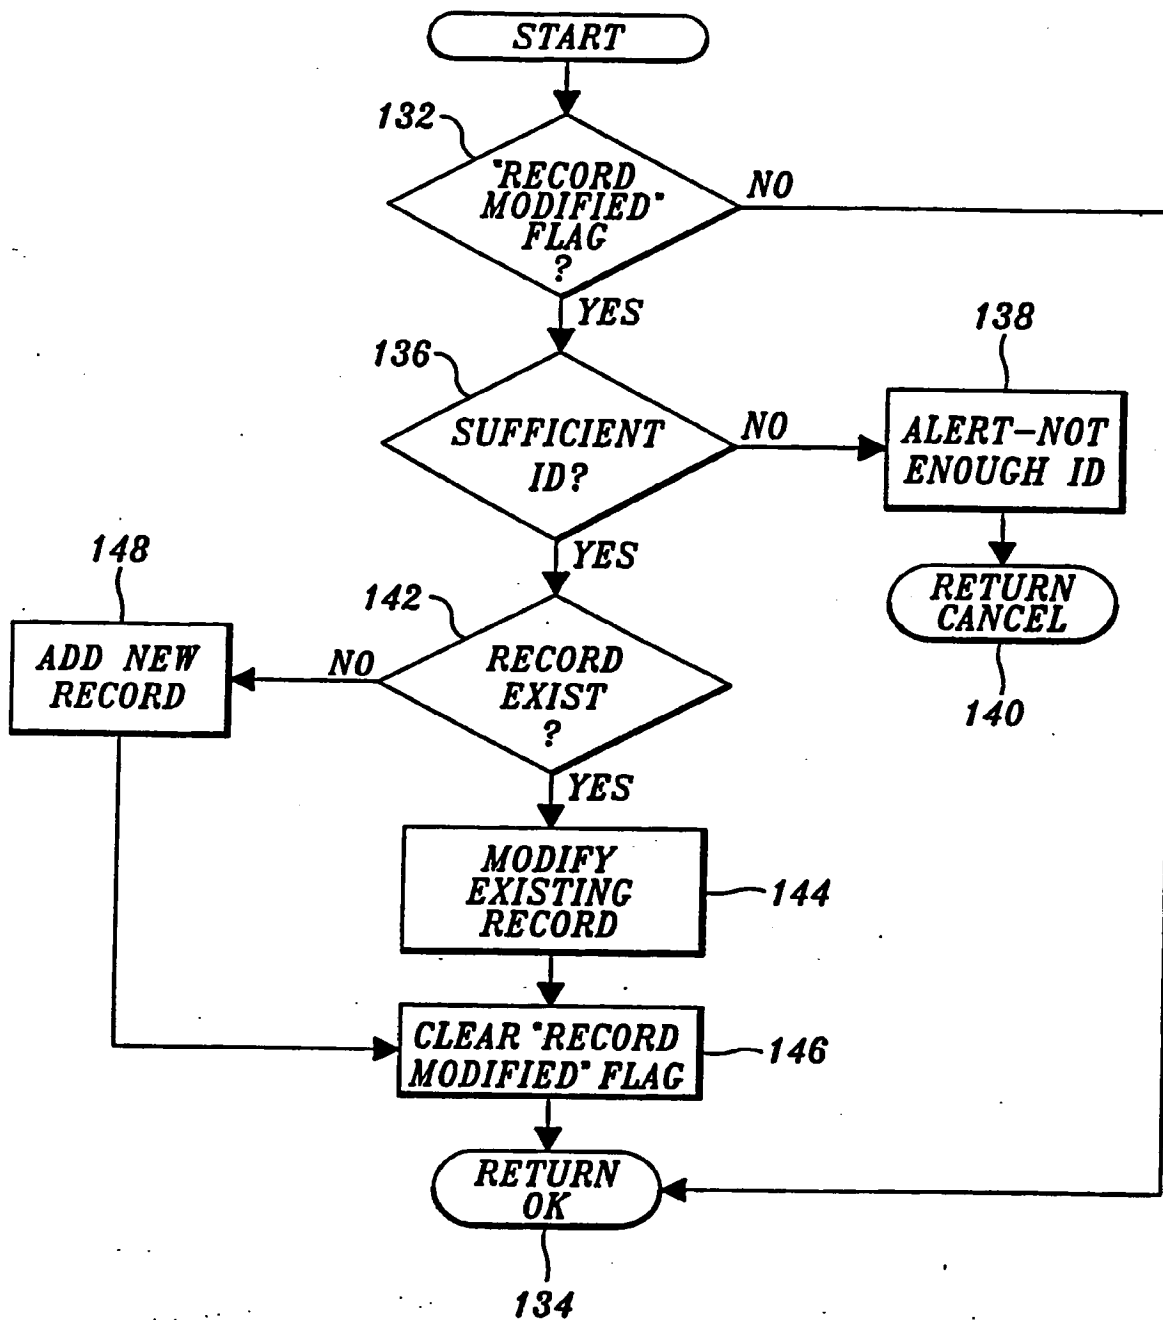 START
132
"RECORD
MODIFIED"
FLAG
?
NO
YES
136
SUFFICIENT
ID?
NO
138
ALERT-NOT
ENOUGH ID
YES
RETURN
CANCEL
140
148
ADD NEW
RECORD
142
NO
RECORD
EXIST
?
YES
MODIFY
EXISTING
RECORD
144
CLEAR "RECORD
MODIFIED" FLAG
146
RETURN
OK
134